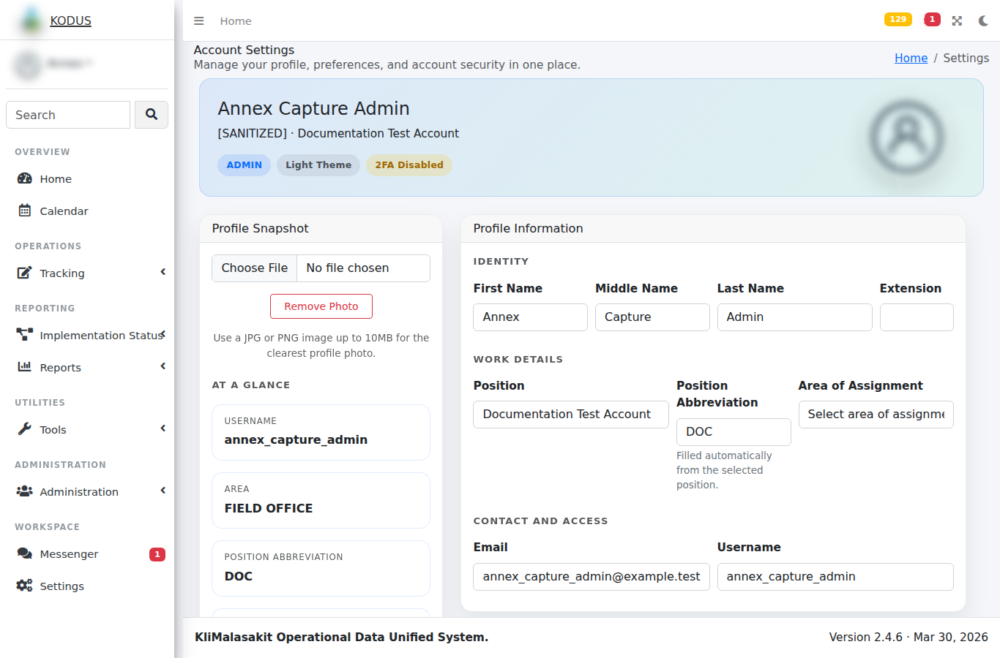 KODUS
Home
129
1
Account Settings
Manage your profile, preferences, and account security in one place.
Home / Settings
Search
OVERVIEW
Home
Calendar
OPERATIONS
Tracking
REPORTING
Implementation Status
Reports
UTILITIES
Tools
ADMINISTRATION
Administration
WORKSPACE
Messenger 1
Settings
Annex Capture Admin
[SANITIZED] · Documentation Test Account
ADMIN Light Theme 2FA Disabled
Profile Snapshot
Choose File No file chosen
Remove Photo
Use a JPG or PNG image up to 10MB for the
clearest profile photo.
AT A GLANCE
USERNAME
annex_capture_admin
AREA
FIELD OFFICE
POSITION ABBREVIATION
DOC
Profile Information
IDENTITY
First Name Middle Name Last Name Extension
Annex Capture Admin
WORK DETAILS
Position
Documentation Test Account
Position
Abbreviation
DOC
Filled automatically
from the selected
position.
Area of Assignment
Select area of assignme
CONTACT AND ACCESS
Email Username
annex_capture_admin@example.test annex_capture_admin
KliMalasakit Operational Data Unified System.
Version 2.4.6 · Mar 30, 2026